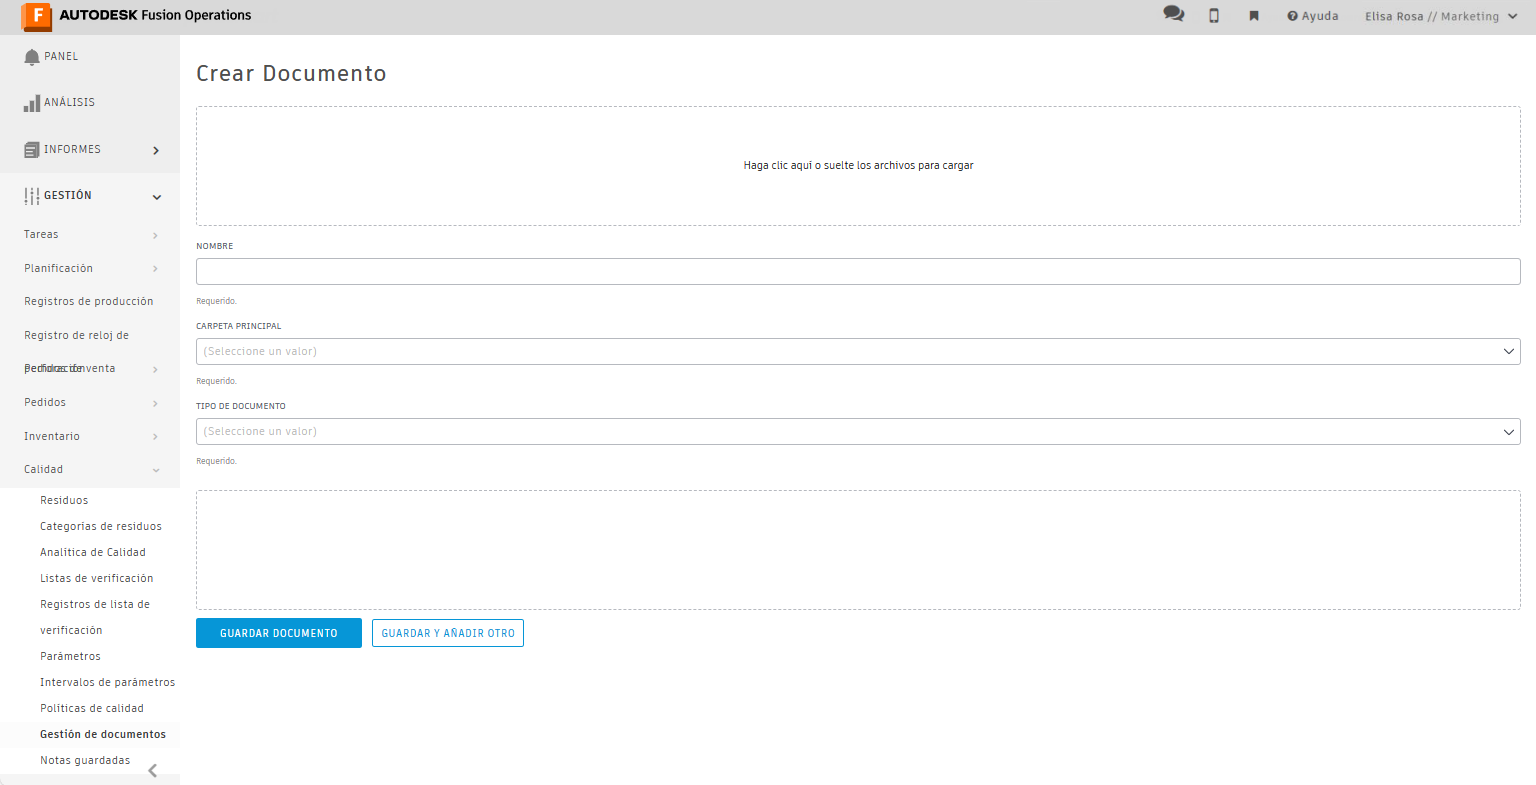 F AUTODESK Fusion Operations
Ayuda
Elisa Rosa // Marketing
PANEL
ANÁLISIS
INFORMES
GESTIÓN
Tareas
Planificación
Registros de producción
Registro de reloj de
perforación
Pedidos de venta
Pedidos
Inventario
Calidad
Residuos
Categorías de residuos
Analítica de Calidad
Listas de verificación
Registros de lista de
verificación
Parámetros
Intervalos de parámetros
Políticas de calidad
Gestión de documentos
Notas guardadas
Crear Documento
Haga clic aquí o suelte los archivos para cargar
NOMBRE
Requerido.
CARPETA PRINCIPAL
(Seleccione un valor)
Requerido.
TIPO DE DOCUMENTO
(Seleccione un valor)
Requerido.
GUARDAR DOCUMENTO
GUARDAR Y AÑADIR OTRO